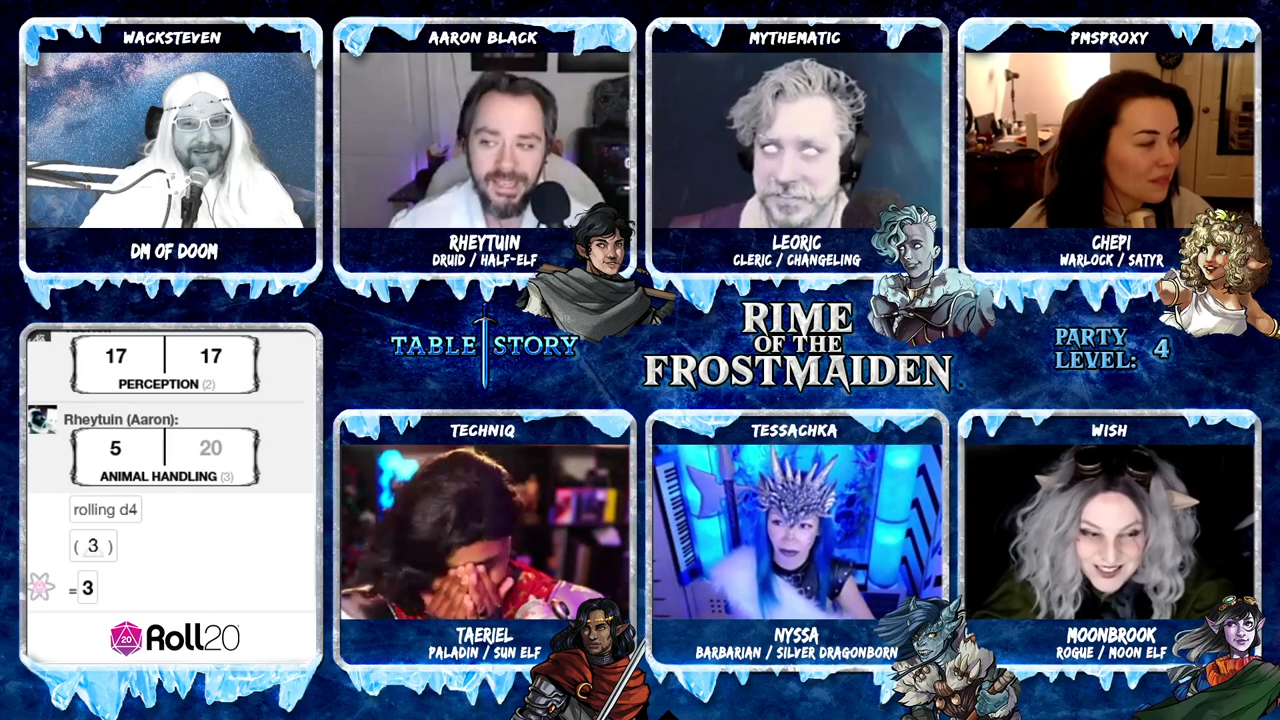 WACKSTEVEN
DM OF DOOM
AARON BLACK
RHEYTUIN
DRUID / HALF-ELF
MYTHEMATIC
LEORIC
CLERIC / CHANGELING
PMSPROXY
CHEPI
WARLOCK / SATYR
TABLE STORY
RIME
OF THE
FROSTMAIDEN
PARTY
LEVEL: 4
17 17
PERCEPTION (2)
Rheytuin (Aaron):
5 20
ANIMAL HANDLING (3)
rolling d4
( 3 )
= 3
20 Roll20
TECHNIQ
TAERIEL
PALADIN / SUN ELF
TESSACHKA
NYSSA
BARBARIAN / SILVER DRAGONBORN
WISH
MOONBROOK
ROGUE / MOON ELF